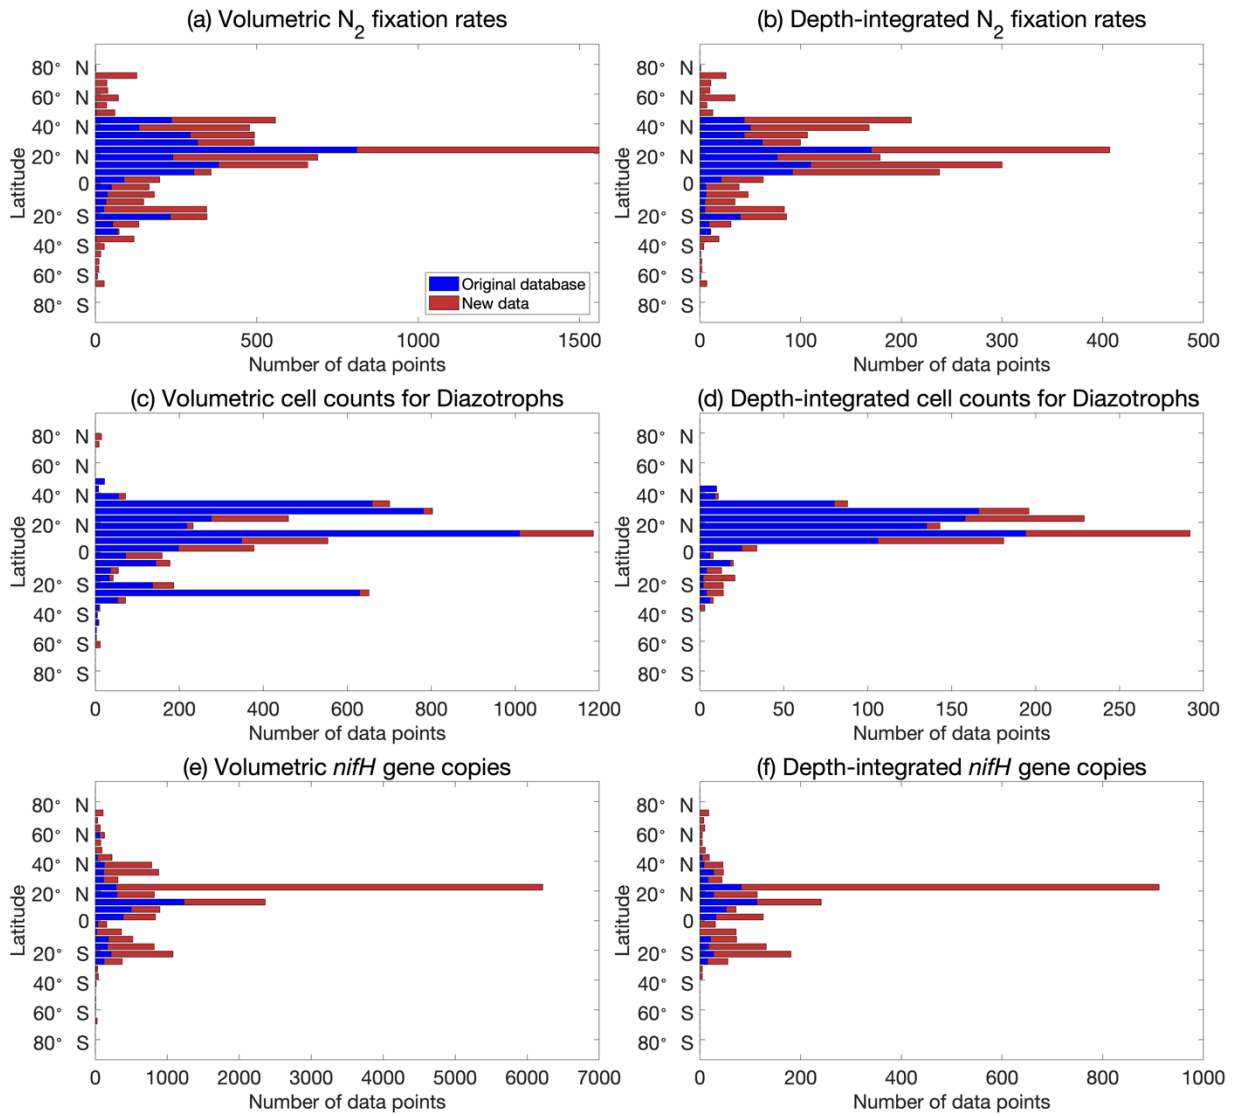 (a) Volumetric N2 fixation rates
80° N
60° N
40° N
20° N
0
20° S
40° S
60° S
80° S
Latitude
Original database
New data
0 500 1000 1500
Number of data points
(b) Depth-integrated N2 fixation rates
80° N
60° N
40° N
20° N
0
20° S
40° S
60° S
80° S
Latitude
0 100 200 300 400 500
Number of data points
(c) Volumetric cell counts for Diazotrophs
80° N
60° N
40° N
20° N
0
20° S
40° S
60° S
80° S
Latitude
0 200 400 600 800 1000 1200
Number of data points
(d) Depth-integrated cell counts for Diazotrophs
80° N
60° N
40° N
20° N
0
20° S
40° S
60° S
80° S
Latitude
0 50 100 150 200 250 300
Number of data points
(e) Volumetric nifH gene copies
80° N
60° N
40° N
20° N
0
20° S
40° S
60° S
80° S
Latitude
0 1000 2000 3000 4000 5000 6000 7000
Number of data points
(f) Depth-integrated nifH gene copies
80° N
60° N
40° N
20° N
0
20° S
40° S
60° S
80° S
Latitude
0 200 400 600 800 1000
Number of data points